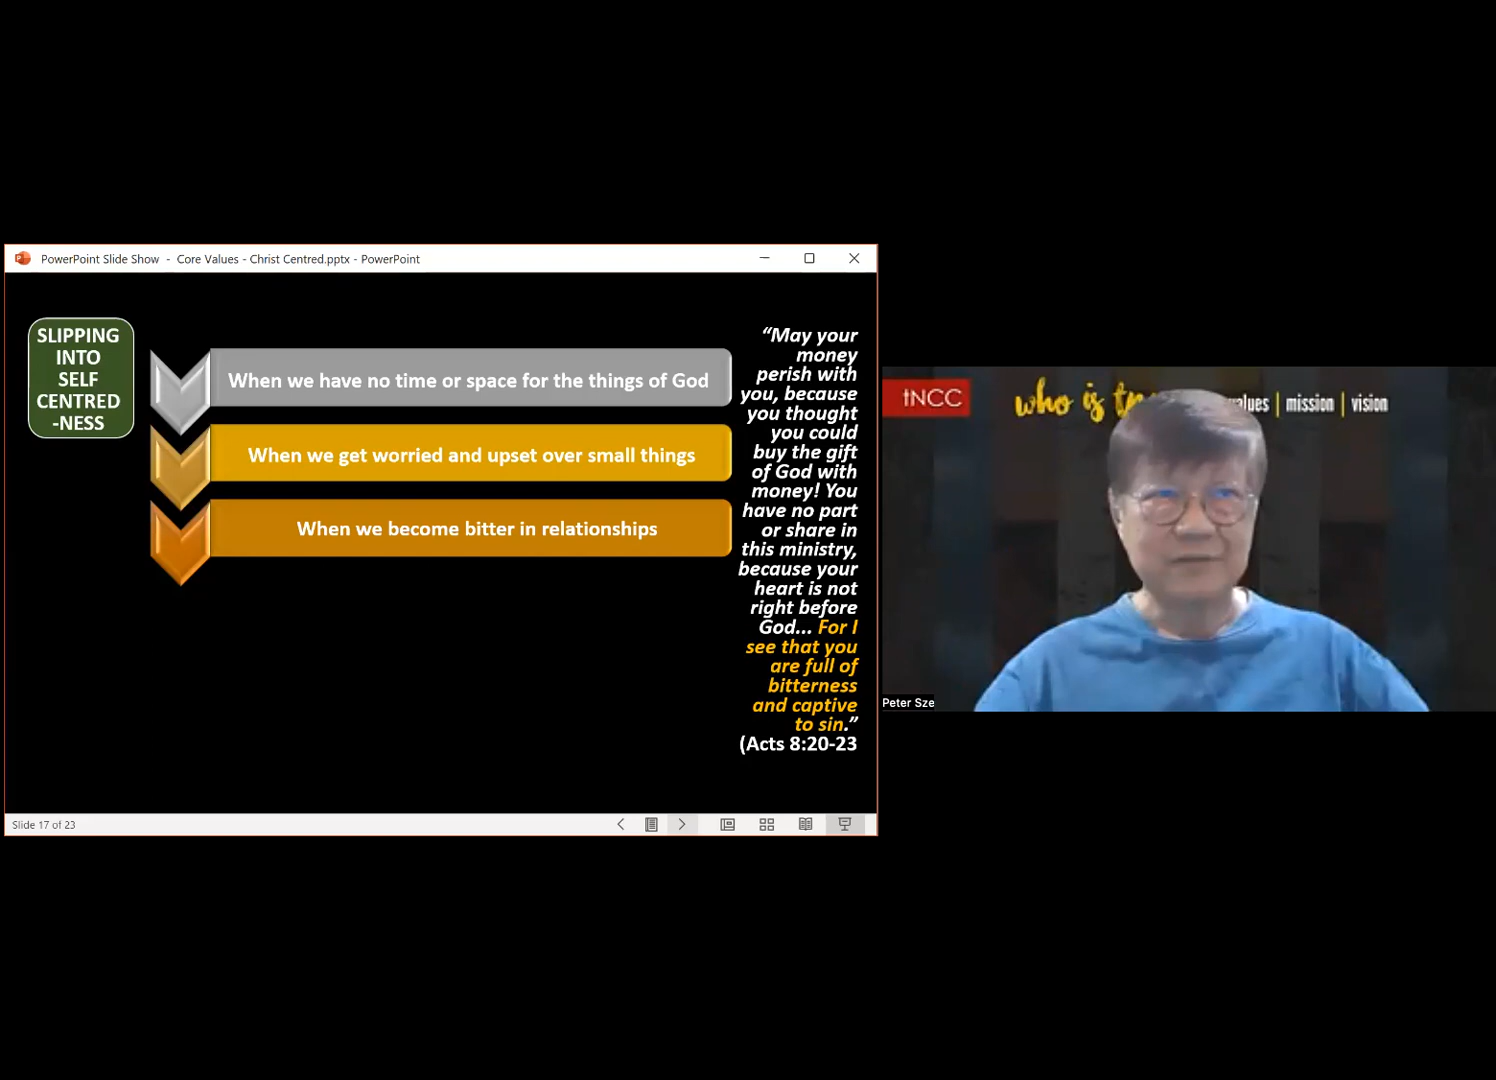 PowerPoint Slide Show - Core Values - Christ Centred.pptx - PowerPoint
SLIPPING
INTO
SELF
CENTRED
-NESS
When we have no time or space for the things of God
When we get worried and upset over small things
When we become bitter in relationships
“May your
money
perish with
you, because
you thought
you could
buy the gift
of God with
money! You
have no part
or share in
this ministry,
because your
heart is not
right before
God... For I
see that you
are full of
bitterness
and captive
to sin.”
(Acts 8:20-23
Slide 17 of 23
tNCC
who is
mission | vision
Peter Sze